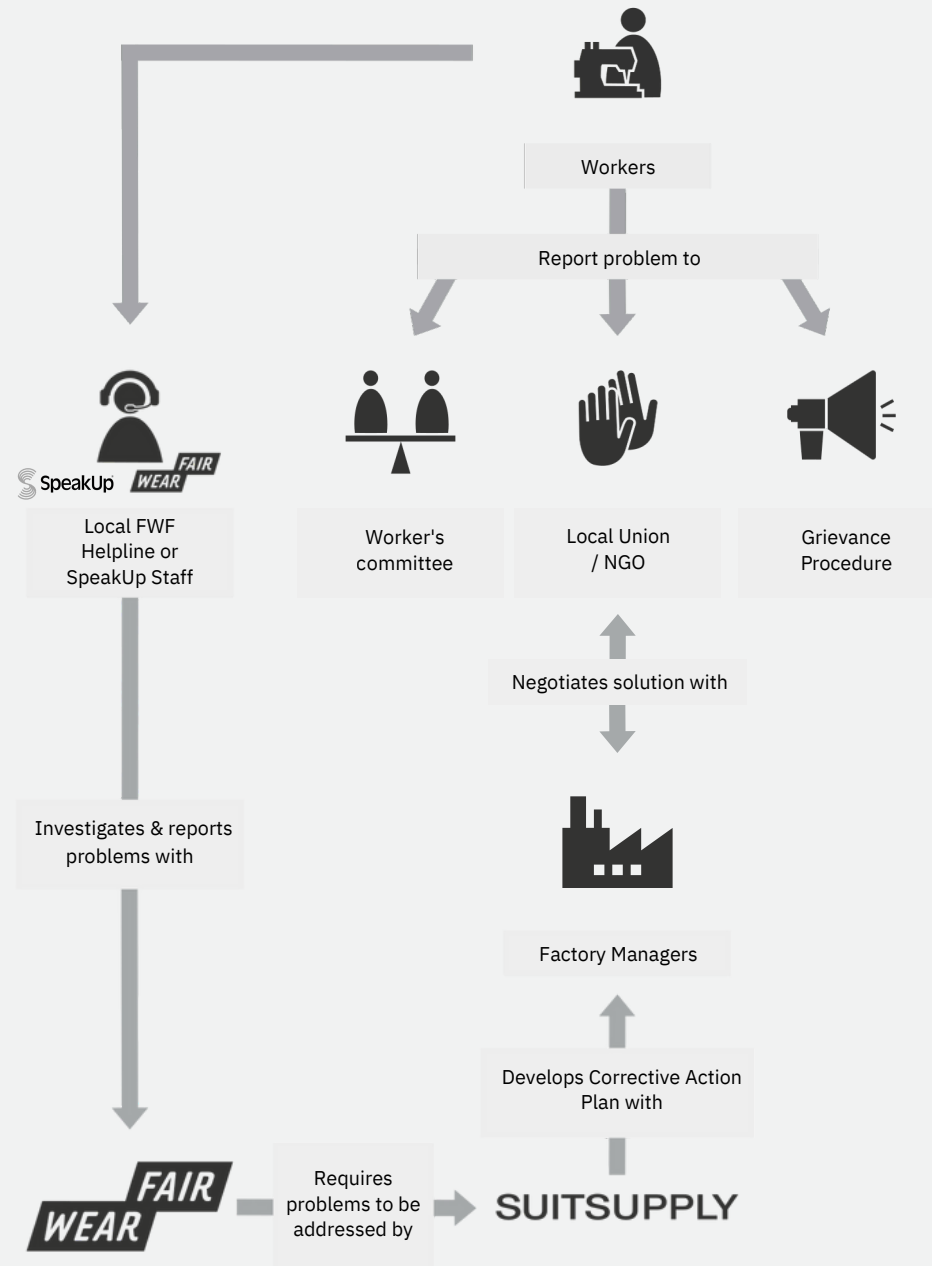 Workers
Report problem to
SpeakUp
FAIR
WEAR
Local FWF
Helpline or
SpeakUp Staff
Worker's
committee
Local Union
/ NGO
Grievance
Procedure
Negotiates solution with
Investigates & reports
problems with
Factory Managers
Develops Corrective Action
Plan with
FAIR
WEAR
Requires
problems to be
addressed by
SUITSUPPLY